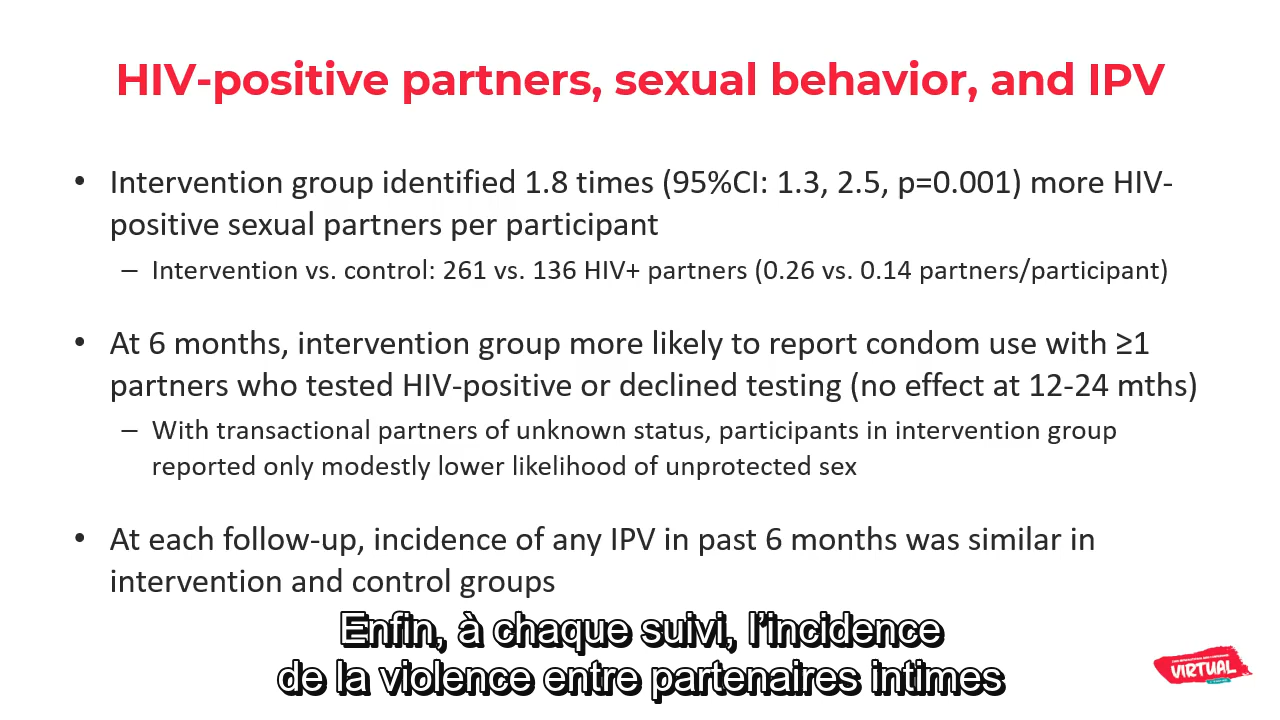 HIV-positive partners, sexual behavior, and IPV
• Intervention group identified 1.8 times (95%CI: 1.3, 2.5, p=0.001) more HIV-
positive sexual partners per participant
– Intervention vs. control: 261 vs. 136 HIV+ partners (0.26 vs. 0.14 partners/participant)
• At 6 months, intervention group more likely to report condom use with ≥1
partners who tested HIV-positive or declined testing (no effect at 12-24 mths)
– With transactional partners of unknown status, participants in intervention group
reported only modestly lower likelihood of unprotected sex
• At each follow-up, incidence of any IPV in past 6 months was similar in
intervention and control groups
Enfin, à chaque suivi, l'incidence
de la violence entre partenaires intimes
VIRTUAL